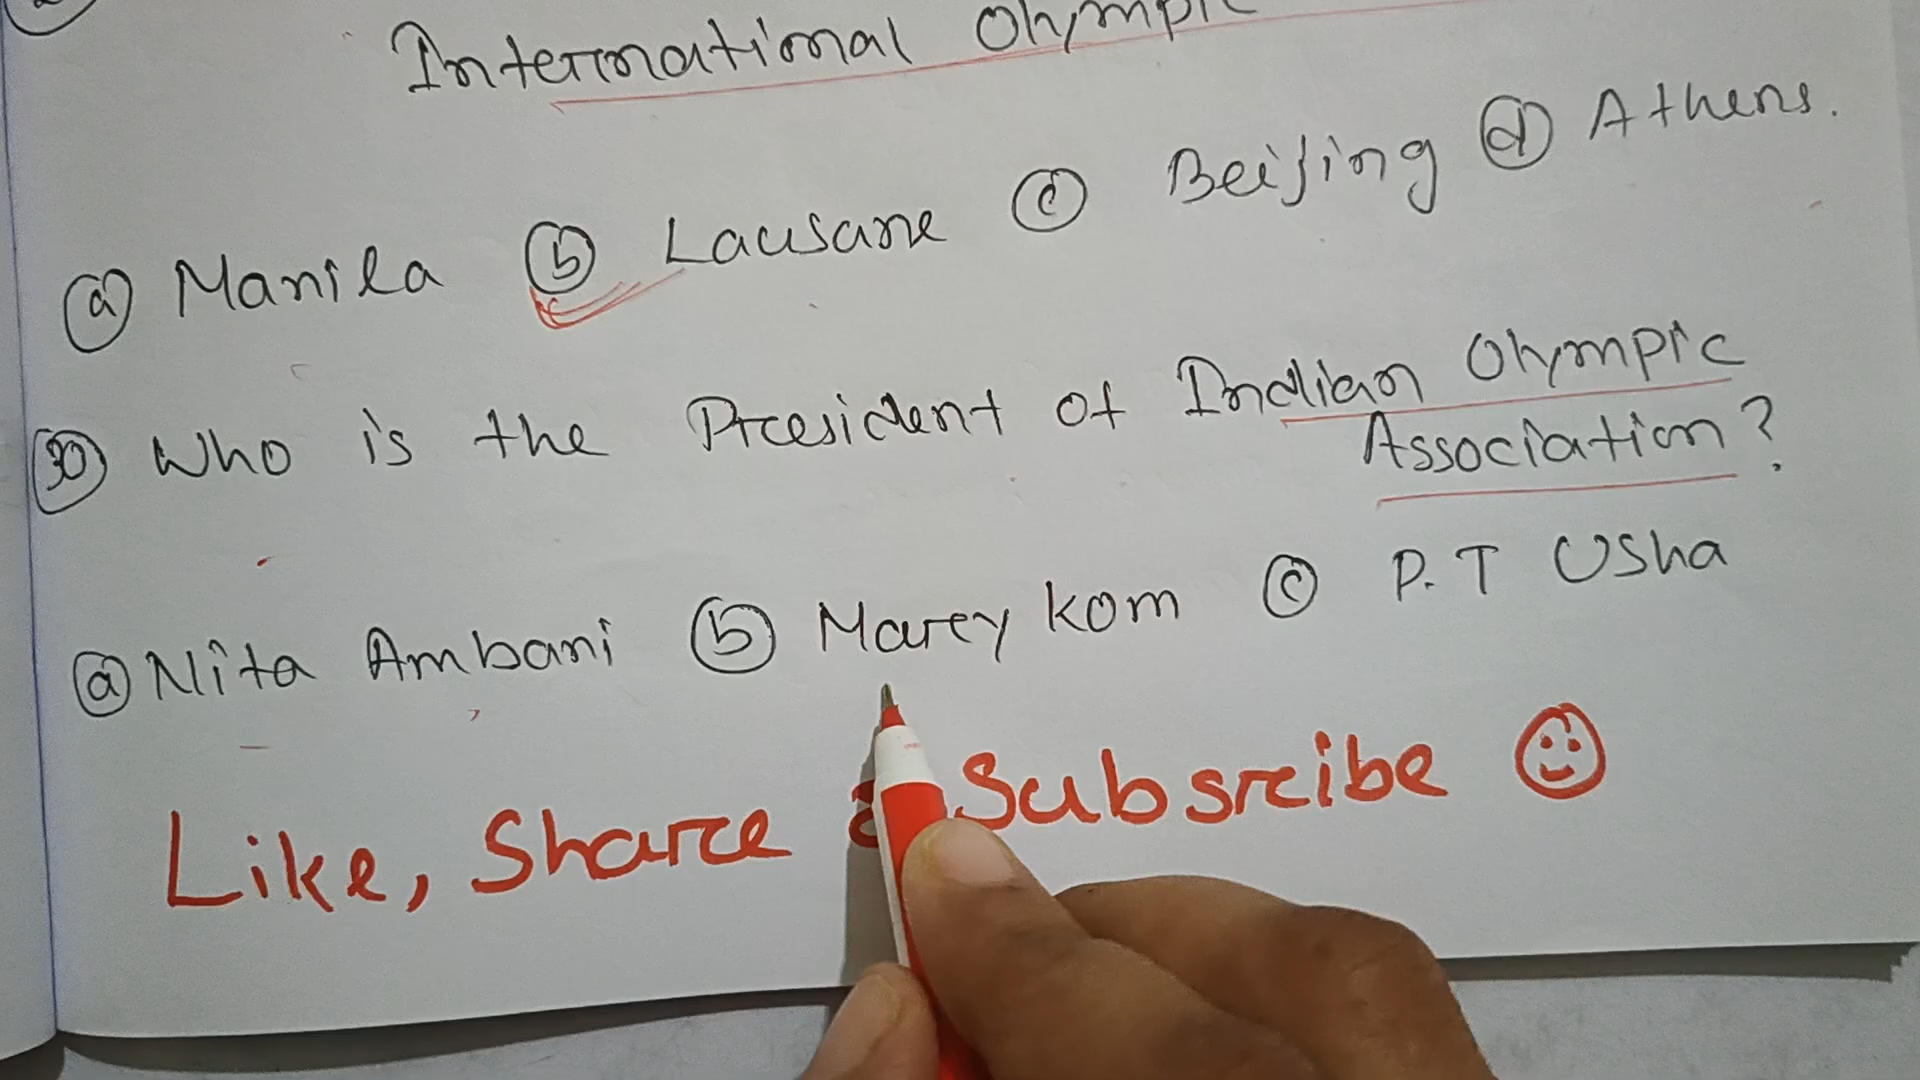 International Olympic
ⓐ Manila ⓑ Lausane ⓒ Beijing ⓓ Athens.
30 Who is the President of Indian Olympic
Association?
ⓐ Nita Ambani ⓑ Marey Kom ⓒ P.T Usha
Like, Share & Subsreibe